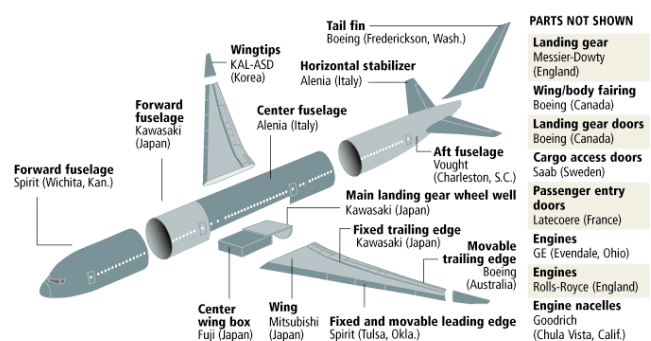 Tail fin
Boeing (Frederickson, Wash.)
Wingtips
KAL-ASD
(Korea)
Horizontal stabilizer
Alenia (Italy)
Forward
fuselage
Kawasaki
(Japan)
Center fuselage
Alenia (Italy)
Forward fuselage
Spirit (Wichita, Kan.)
Aft fuselage
Vought
(Charleston, S.C.)
Main landing gear wheel well
Kawasaki (Japan)
Fixed trailing edge
Kawasaki (Japan)
Movable
trailing edge
Boeing
(Australia)
Center
wing box
Fuji (Japan)
Wing
Mitsubishi
(Japan)
Fixed and movable leading edge
Spirit (Tulsa, Okla.)
PARTS NOT SHOWN
Landing gear
Messier-Dowty
(England)
Wing/body fairing
Boeing (Canada)
Landing gear doors
Boeing (Canada)
Cargo access doors
Saab (Sweden)
Passenger entry
doors
Latecoere (France)
Engines
GE (Evendale, Ohio)
Engines
Rolls-Royce (England)
Engine nacelles
Goodrich
(Chula Vista, Calif.)